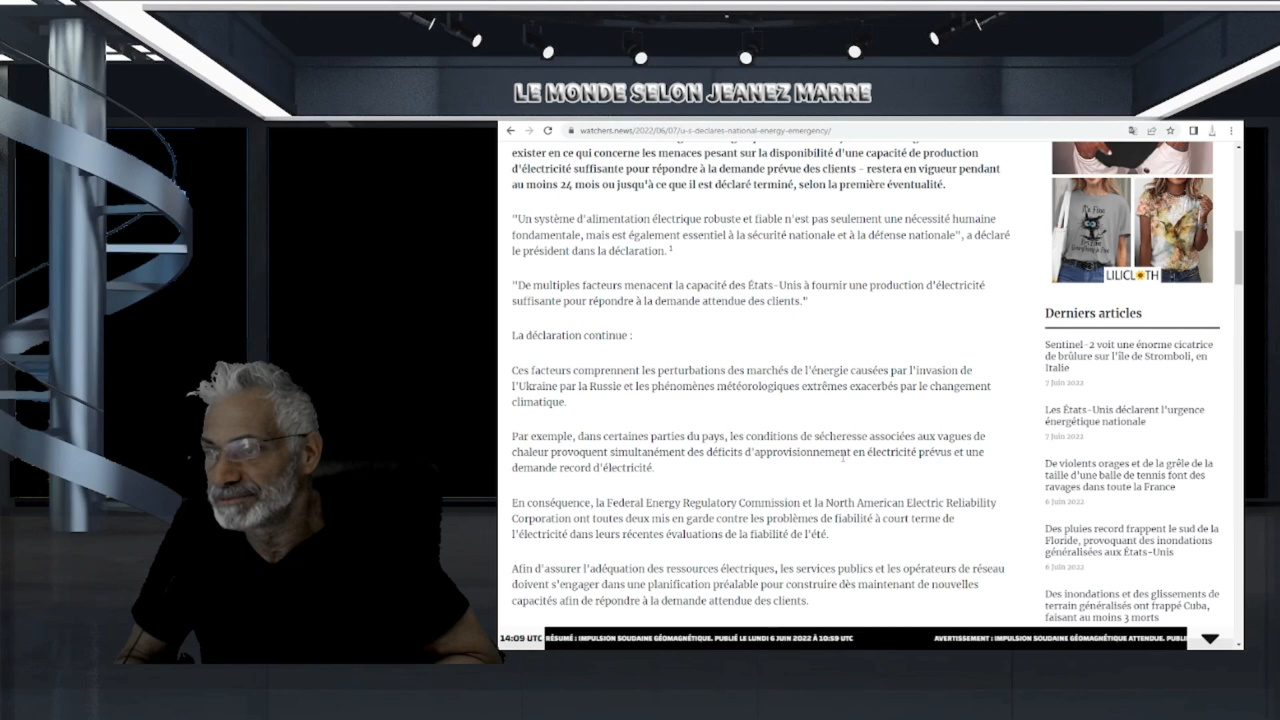 LE MONDE SELON JEANEZ MARRE
watchers.news/2022/06/07/u-s-declares-national-energy-emergency/
exister en ce qui concerne les menaces pesant sur la disponibilité d'une capacité de production
d'électricité suffisante pour répondre à la demande prévue des clients - restera en vigueur pendant
au moins 24 mois ou jusqu'à ce que il est déclaré terminé, selon la première éventualité.
"Un système d'alimentation électrique robuste et fiable n'est pas seulement une nécessité humaine
fondamentale, mais est également essentiel à la sécurité nationale et à la défense nationale", a déclaré
le président dans la déclaration. 1
"De multiples facteurs menacent la capacité des États-Unis à fournir une production d'électricité
suffisante pour répondre à la demande attendue des clients."
La déclaration continue :
Ces facteurs comprennent les perturbations des marchés de l'énergie causées par l'invasion de
l'Ukraine par la Russie et les phénomènes météorologiques extrêmes exacerbés par le changement
climatique.
Par exemple, dans certaines parties du pays, les conditions de sécheresse associées aux vagues de
chaleur provoquent simultanément des déficits d'approvisionnement en électricité prévus et une
demande record d'électricité.
En conséquence, la Federal Energy Regulatory Commission et la North American Electric Reliability
Corporation ont toutes deux mis en garde contre les problèmes de fiabilité à court terme de
l'électricité dans leurs récentes évaluations de la fiabilité de l'été.
Afin d'assurer l'adéquation des ressources électriques, les services publics et les opérateurs de réseau
doivent s'engager dans une planification préalable pour construire dès maintenant de nouvelles
capacités afin de répondre à la demande attendue des clients.
It's Fine
LILICLOTH
Derniers articles
Sentinel-2 voit une énorme cicatrice
de brûlure sur l'île de Stromboli, en
Italie
7 Juin 2022
Les États-Unis déclarent l'urgence
énergétique nationale
7 Juin 2022
De violents orages et de la grêle de la
taille d'une balle de tennis font des
ravages dans toute la France
6 Juin 2022
Des pluies record frappent le sud de la
Floride, provoquant des inondations
généralisées aux États-Unis
6 Juin 2022
Des inondations et des glissements de
terrain généralisés ont frappé Cuba,
faisant au moins 3 morts
14:09 UTC RÉSUMÉ : IMPULSION SOUDAINE GÉOMAGNÉTIQUE. PUBLIÉ LE LUNDI 6 JUIN 2022 À 10:59 UTC AVERTISSEMENT : IMPULSION SOUDAINE GÉOMAGNÉTIQUE ATTENDUE. PUBLI